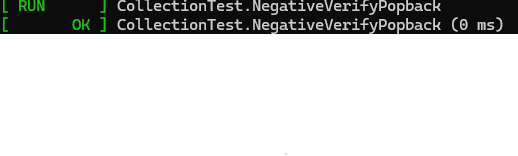 [ RUN      ] CollectionTest.NegativeVerifyPopback
[       OK ] CollectionTest.NegativeVerifyPopback (0 ms)